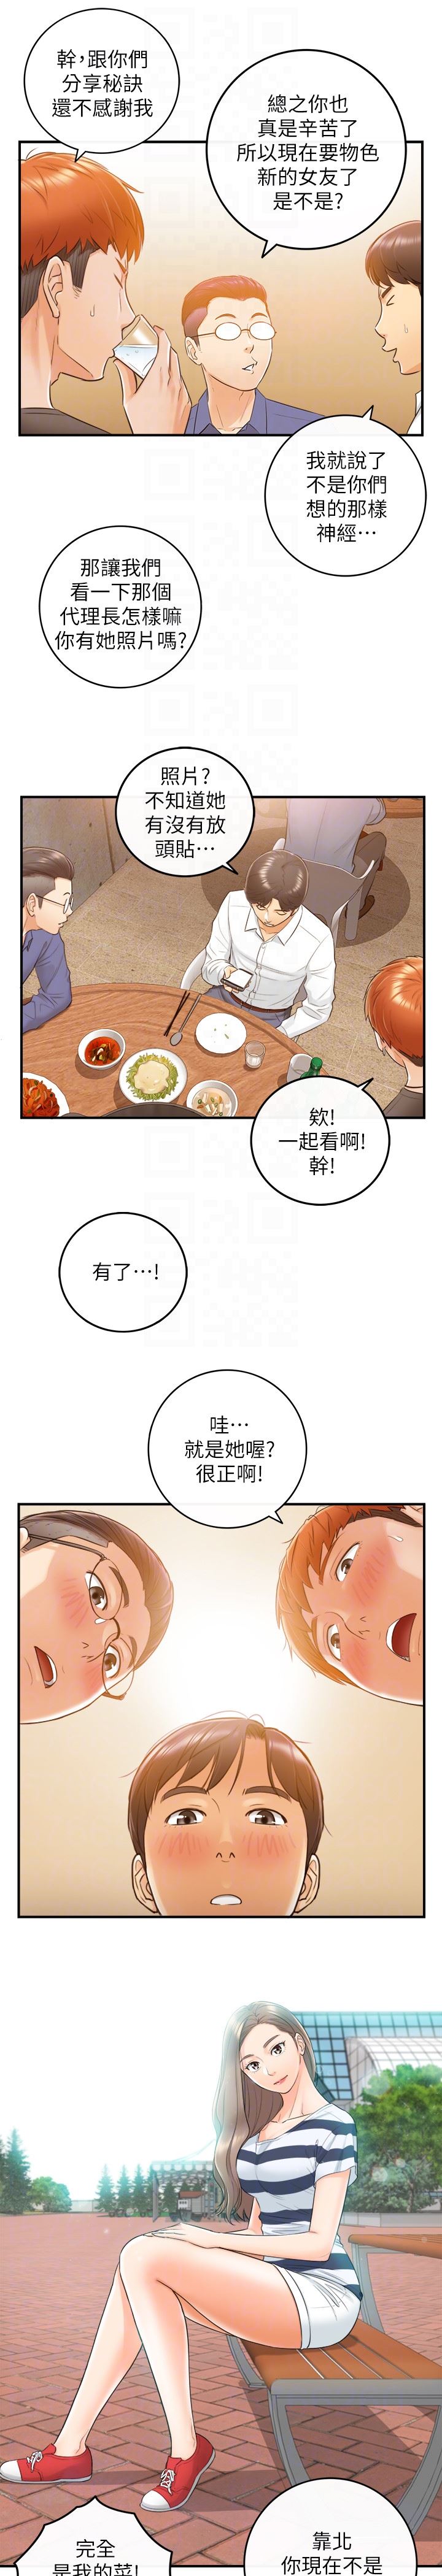 幹，跟你們
分享秘訣
還不感謝我
總之你也
真是辛苦了
所以現在要物色
新的女友了
是不是?
我就說了
不是你們
想的那樣
神經⋯
那讓我們
看一下那個
代理長怎樣嘛
你有她照片嗎?
照片?
不知道她
有沒有放
頭貼⋯
欸!
一起看啊!
幹!
有了⋯!
哇⋯
就是她喔?
很正啊!
完全
是我的菜!
靠北
你現在不是